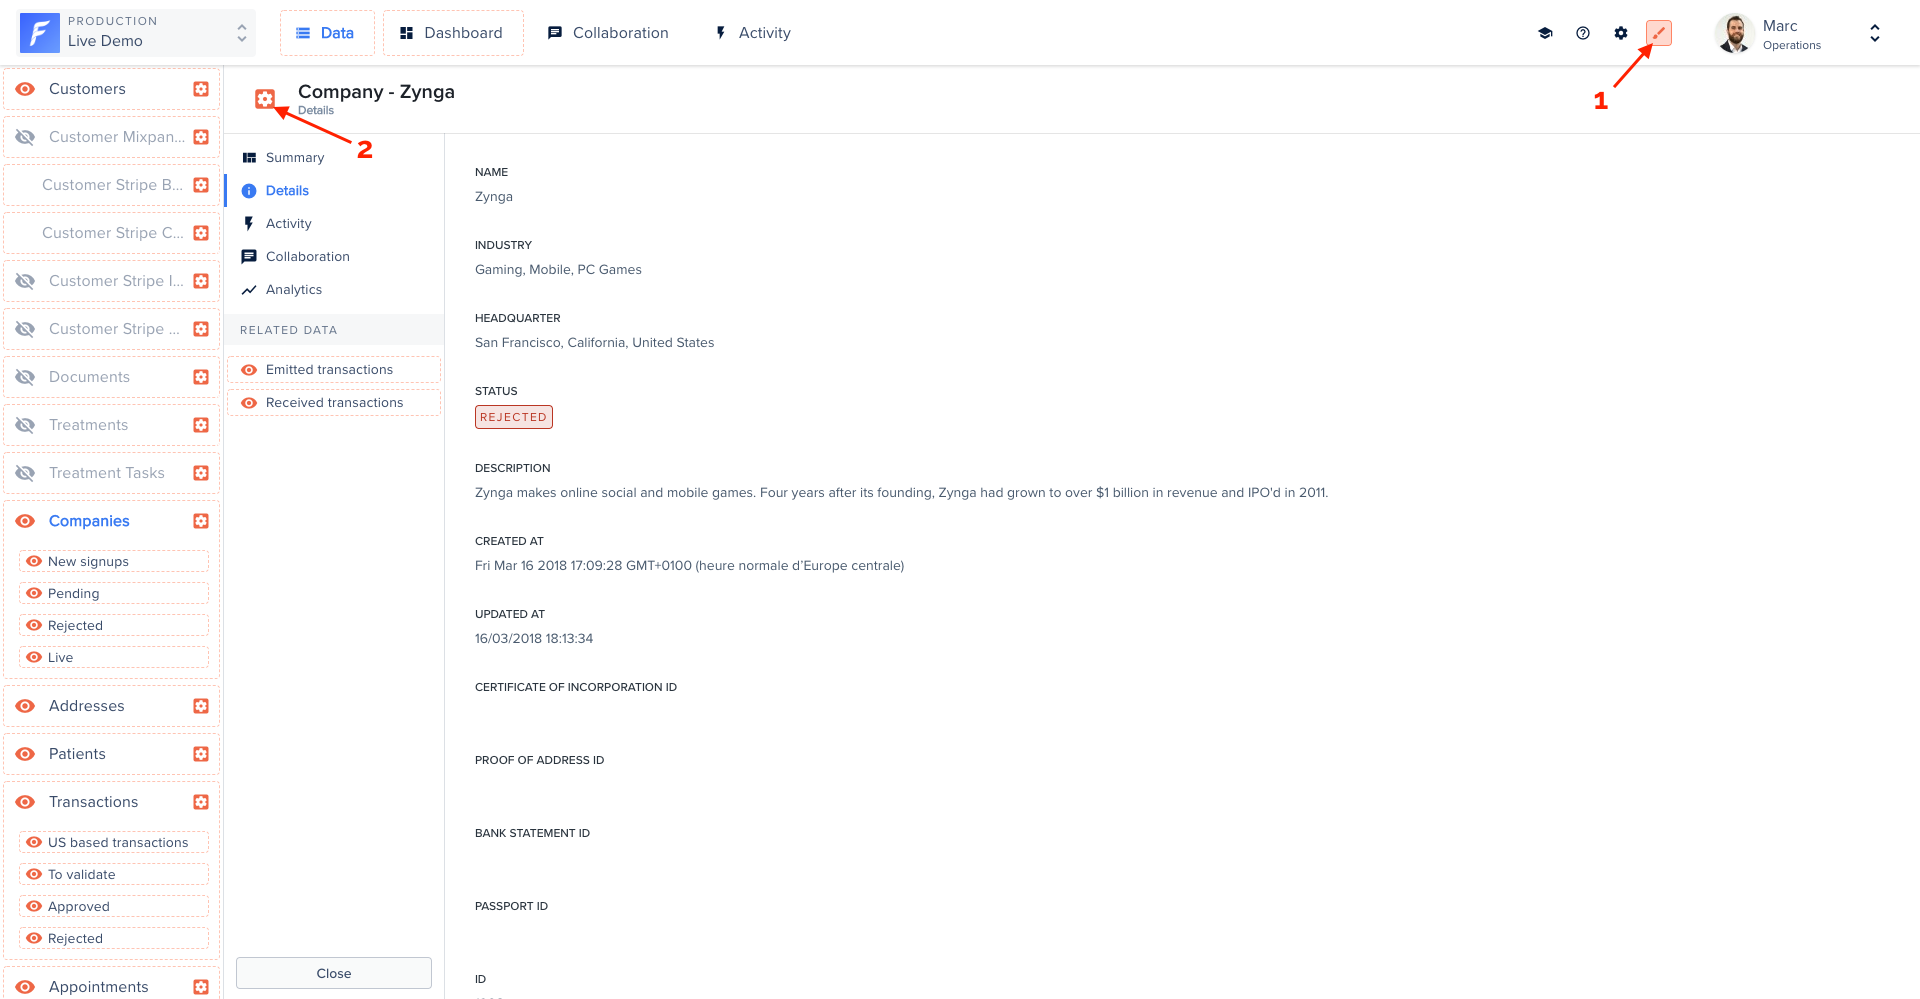 PRODUCTION
Live Demo
Data
Dashboard
Collaboration
Activity
Marc
Operations
1
Customers
Customer Mixpan...
Customer Stripe B...
Customer Stripe C...
Customer Stripe I...
Customer Stripe ...
Documents
Treatments
Treatment Tasks
Companies
New signups
Pending
Rejected
Live
Addresses
Patients
Transactions
US based transactions
To validate
Approved
Rejected
Appointments
Company - Zynga
Details
2
Summary
Details
Activity
Collaboration
Analytics
RELATED DATA
Emitted transactions
Received transactions
Close
NAME
Zynga
INDUSTRY
Gaming, Mobile, PC Games
HEADQUARTER
San Francisco, California, United States
STATUS
REJECTED
DESCRIPTION
Zynga makes online social and mobile games. Four years after its founding, Zynga had grown to over $1 billion in revenue and IPO'd in 2011.
CREATED AT
Fri Mar 16 2018 17:09:28 GMT+0100 (heure normale d’Europe centrale)
UPDATED AT
16/03/2018 18:13:34
CERTIFICATE OF INCORPORATION ID
PROOF OF ADDRESS ID
BANK STATEMENT ID
PASSPORT ID
ID